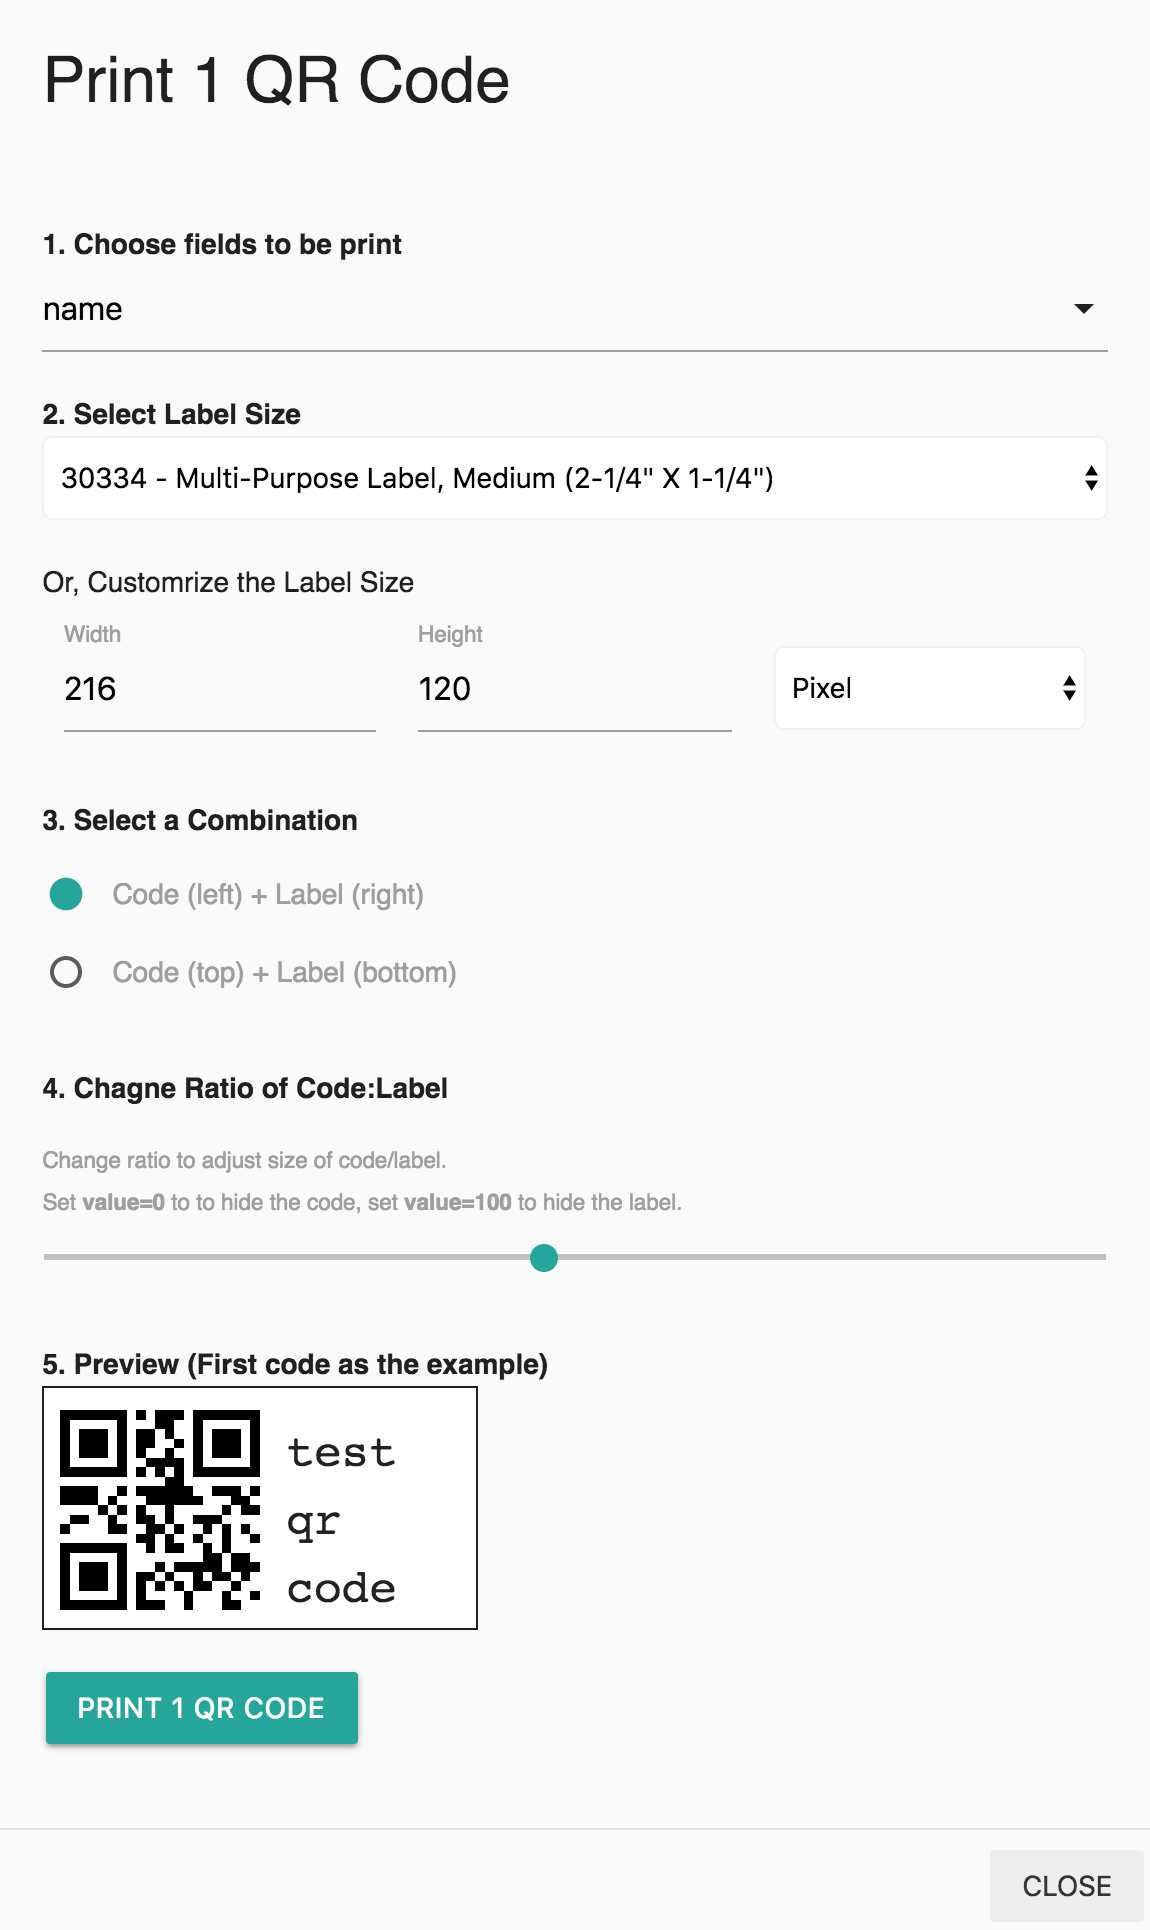 Print 1 QR Code
1. Choose fields to be print
name
2. Select Label Size
30334 - Multi-Purpose Label, Medium (2-1/4" X 1-1/4")
Or, Customrize the Label Size
Width Height
216 120 Pixel
3. Select a Combination
Code (left) + Label (right)
Code (top) + Label (bottom)
4. Chagne Ratio of Code:Label
Change ratio to adjust size of code/label.
Set value=0 to to hide the code, set value=100 to hide the label.
5. Preview (First code as the example)
test
qr
code
PRINT 1 QR CODE
CLOSE